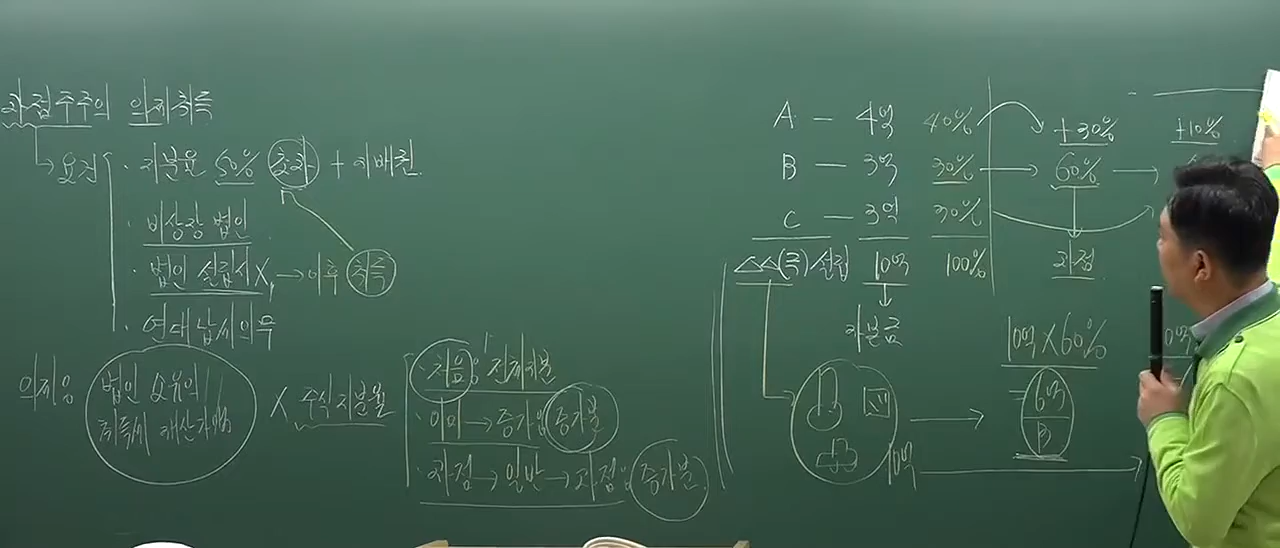 과점주주의 의제취득
→ 요건
· 지분율 50% 초과 + 지배권
· 비상장 법인
· 법인 설립시 X, → 이후 취득
· 연대납세의무
의제: 법인 소유의
취득세 과세대상
X 주식지분율
· 처음: 전체지분
· 이미 → 증가: 증가분
· 과점 → 일반 → 과점: 증가분
A – 4억 40% +30% +10%
B – 3억 30% → 60% →
C – 3억 30%
△△(주) 설립 10억 100% 과점
자본금
10억 X 60%
= 6억
B
10억